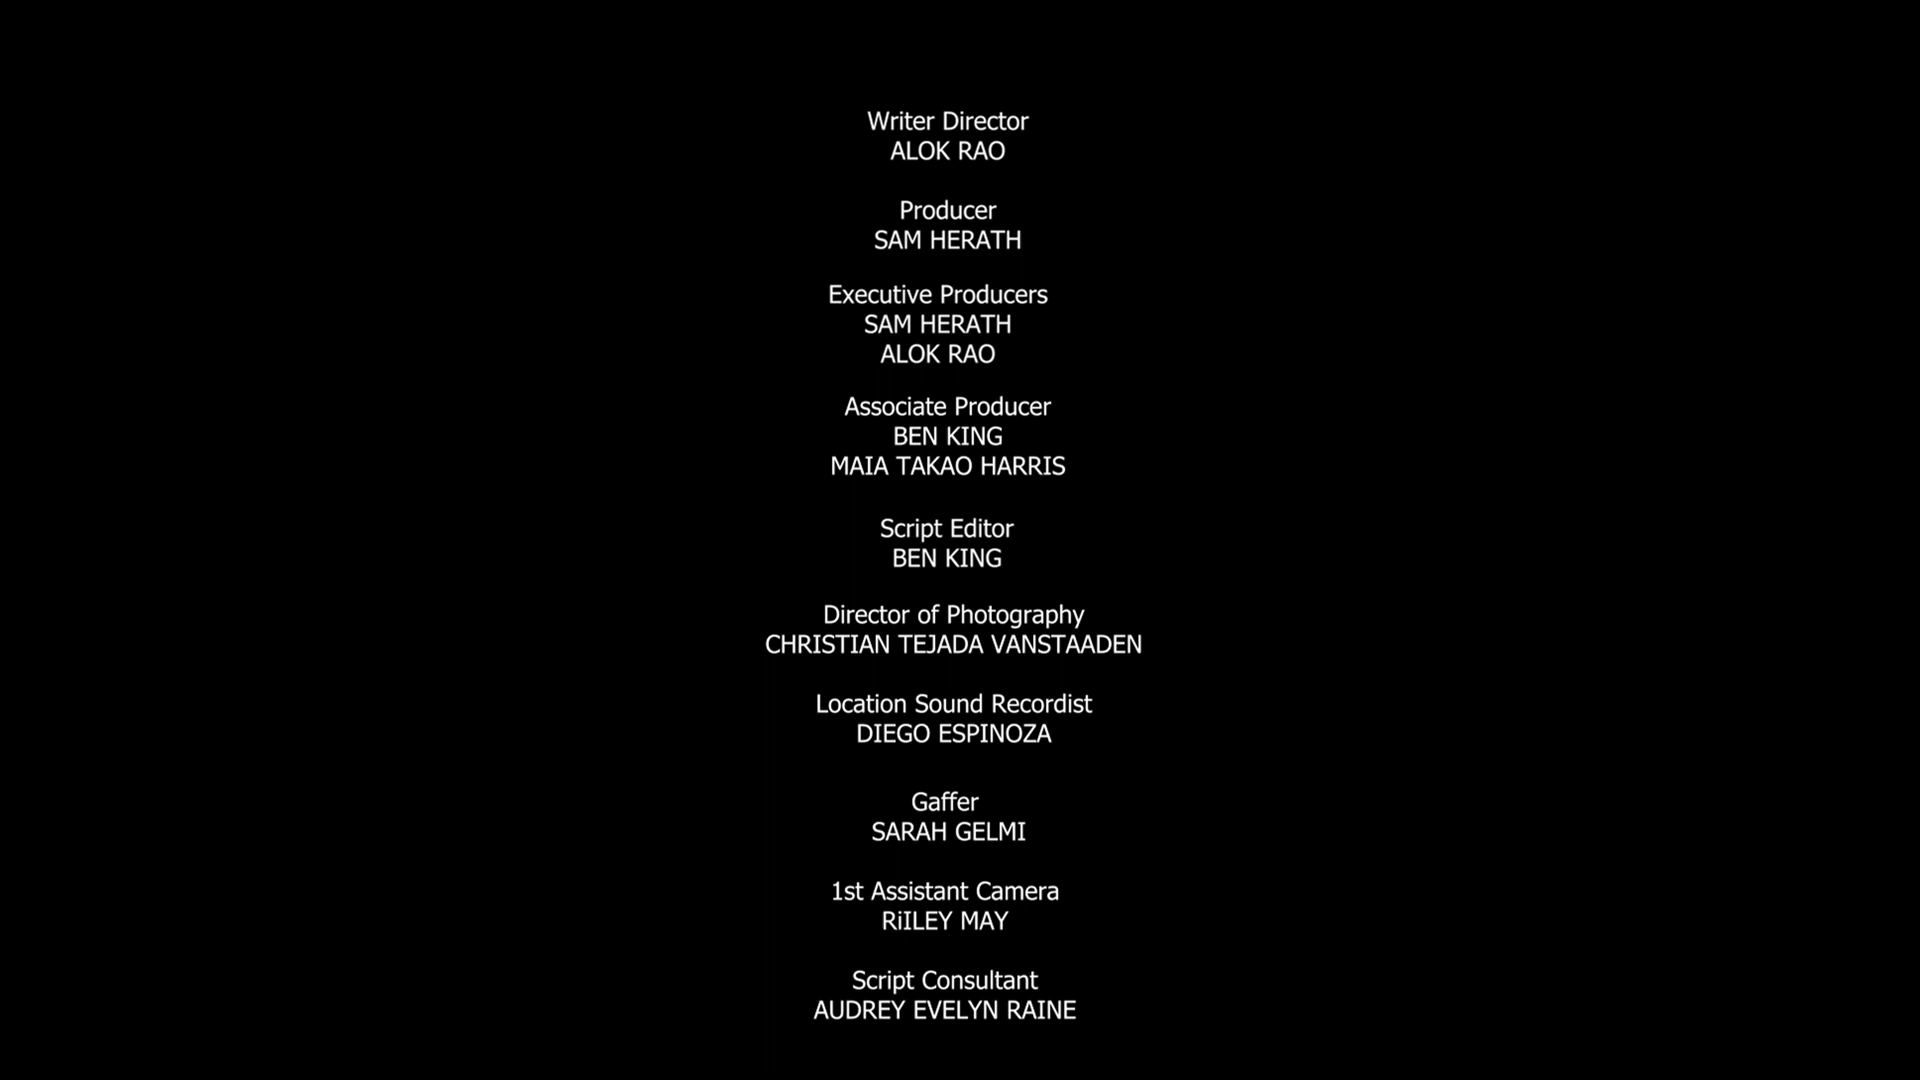 Writer Director
ALOK RAO
Producer
SAM HERATH
Executive Producers
SAM HERATH
ALOK RAO
Associate Producer
BEN KING
MAIA TAKAO HARRIS
Script Editor
BEN KING
Director of Photography
CHRISTIAN TEJADA VANSTAADEN
Location Sound Recordist
DIEGO ESPINOZA
Gaffer
SARAH GELMI
1st Assistant Camera
RiILEY MAY
Script Consultant
AUDREY EVELYN RAINE